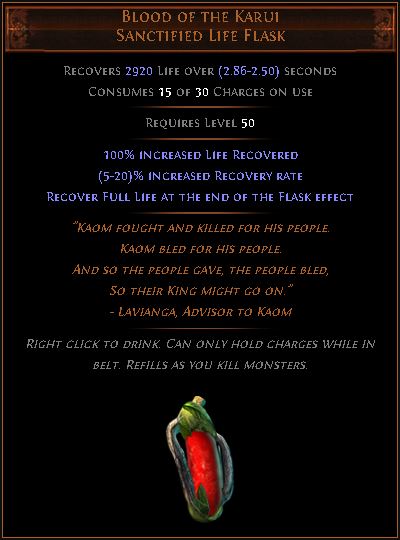 Blood of the Karui
Sanctified Life Flask
Recovers 2920 Life over (2.86-2.50) seconds
Consumes 15 of 30 Charges on use
Requires Level 50
100% increased Life Recovered
(5-20)% increased Recovery rate
Recover Full Life at the end of the Flask effect
"Kaom fought and killed for his people.
Kaom bled for his people.
And so the people gave, the people bled,
So their King might go on."
- Lavianga, Advisor to Kaom
Right click to drink. Can only hold charges while in
belt. Refills as you kill monsters.